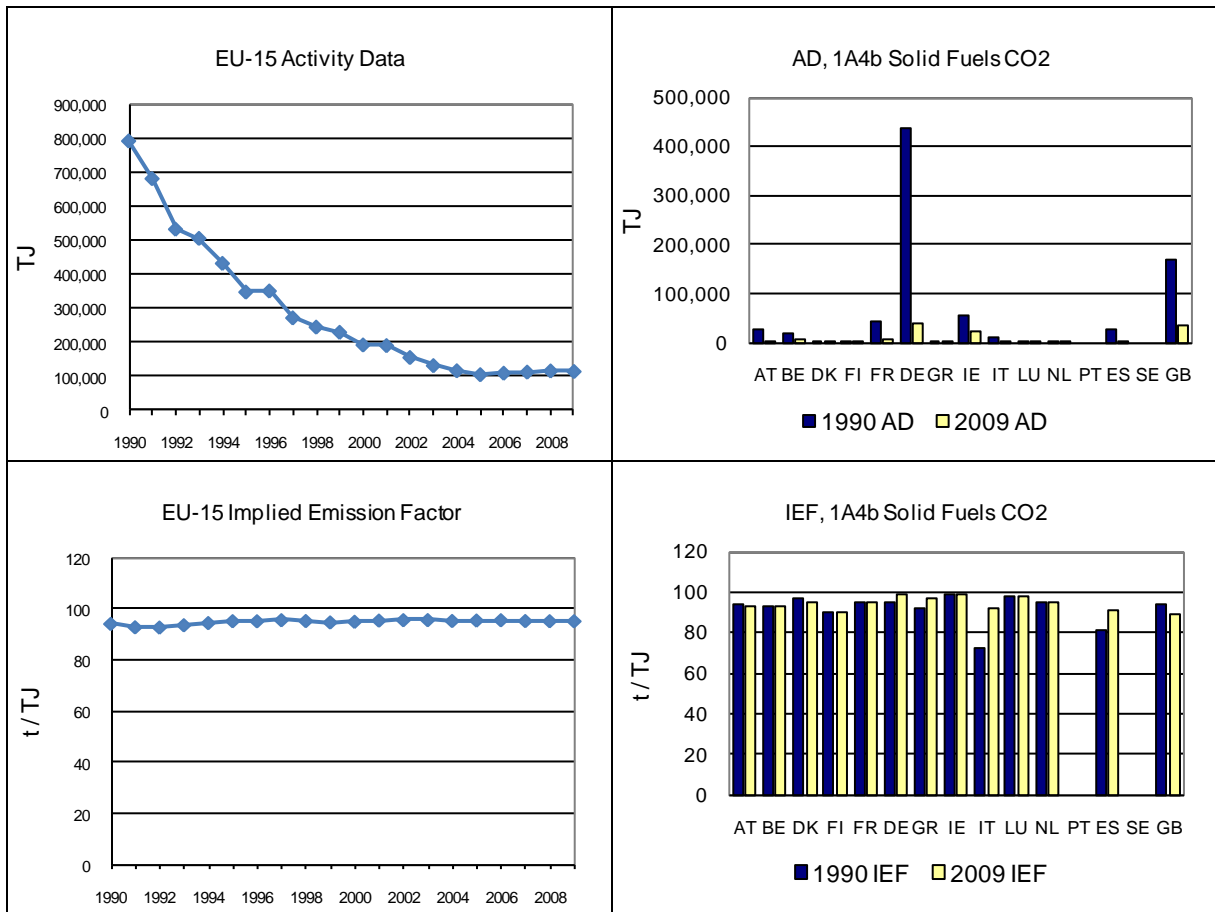 EU-15 Activity Data
900,000
800,000
700,000
600,000
500,000
400,000
300,000
200,000
100,000
0
TJ
1990 1992 1994 1996 1998 2000 2002 2004 2006 2008
AD, 1A4b Solid Fuels CO2
500,000
400,000
300,000
200,000
100,000
0
TJ
AT BE DK FI FR DE GR IE IT LU NL PT ES SE GB
1990 AD 2009 AD
EU-15 Implied Emission Factor
120
100
80
60
40
20
0
t / TJ
1990 1992 1994 1996 1998 2000 2002 2004 2006 2008
IEF, 1A4b Solid Fuels CO2
120
100
80
60
40
20
0
t / TJ
AT BE DK FI FR DE GR IE IT LU NL PT ES SE GB
1990 IEF 2009 IEF